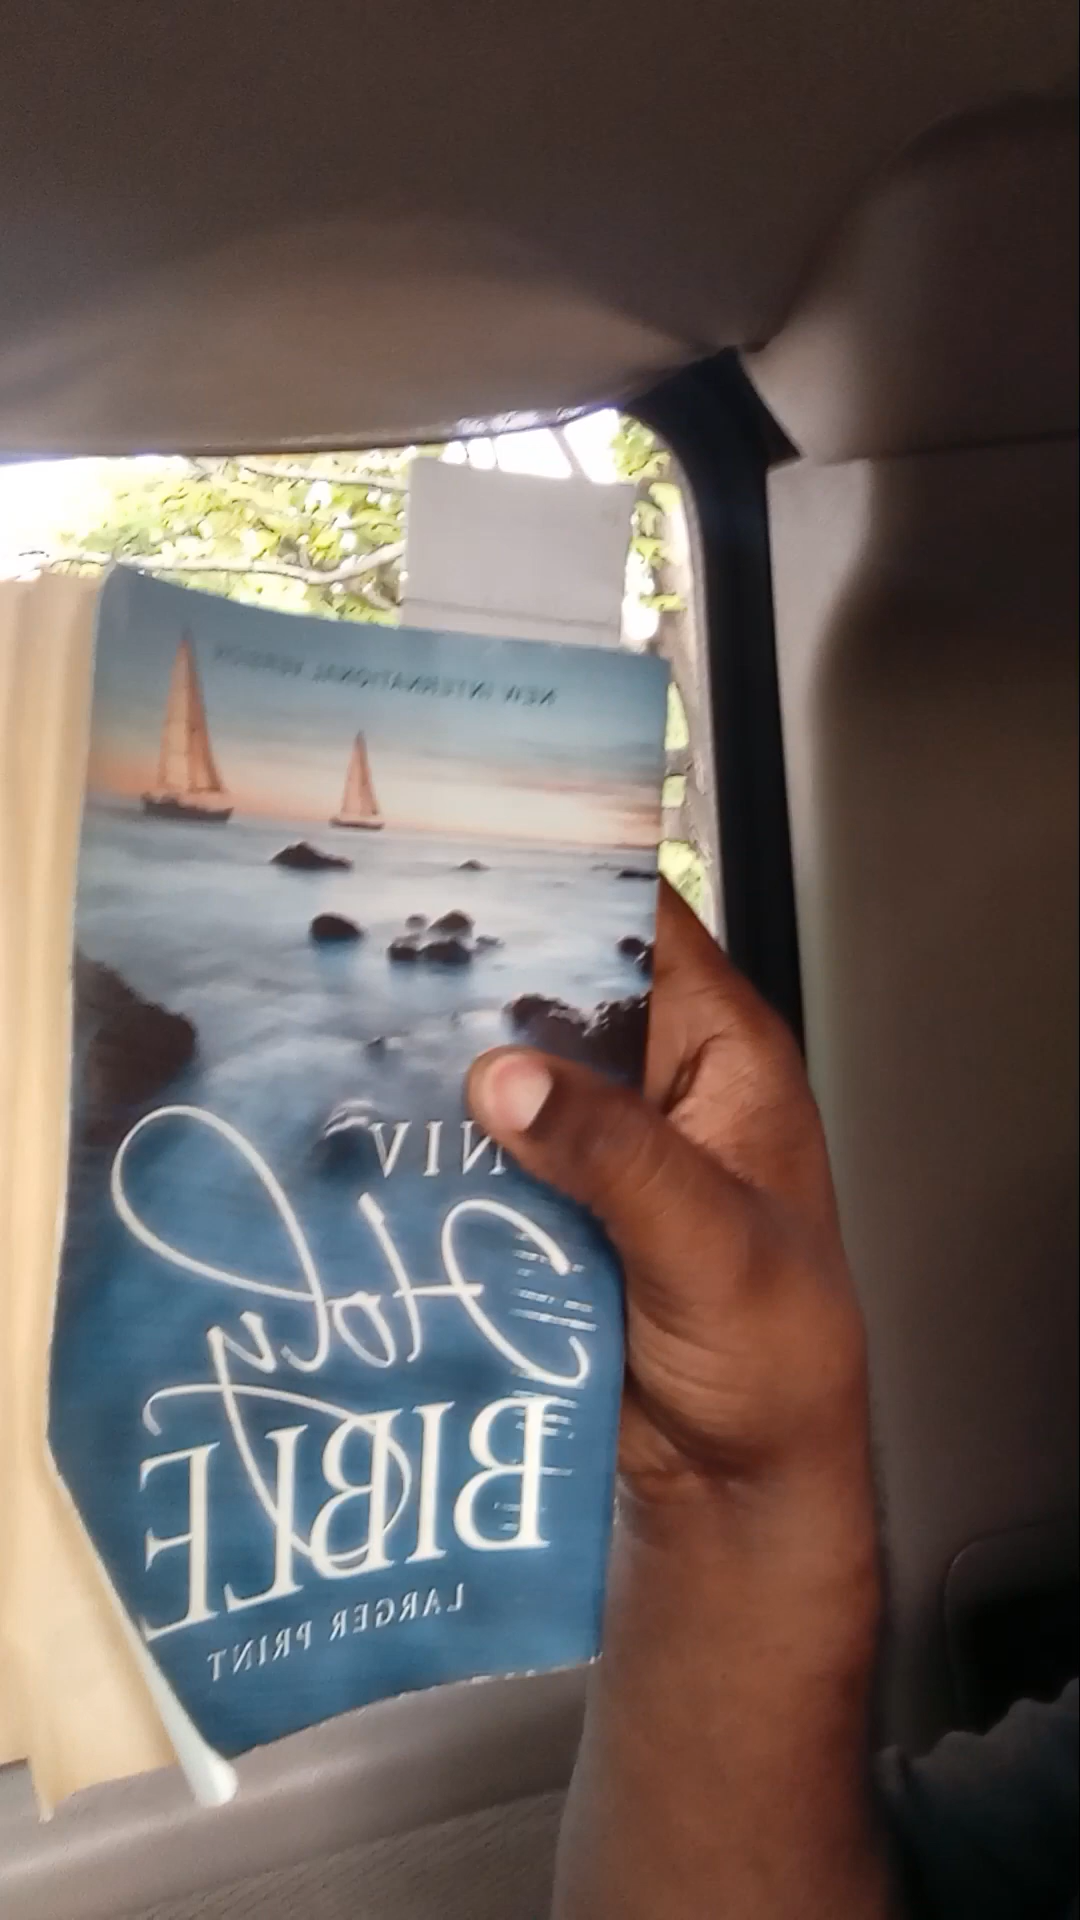 NEW INTERNATIONAL VERSION
NIV
Holy
BIBLE
LARGER PRINT